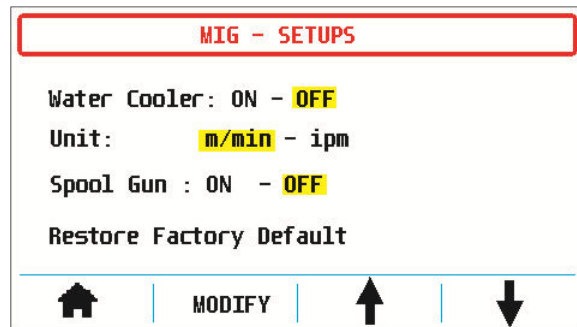 MIG - SETUPS
Water Cooler: ON - OFF
Unit: m/min - ipm
Spool Gun : ON - OFF
Restore Factory Default
MODIFY